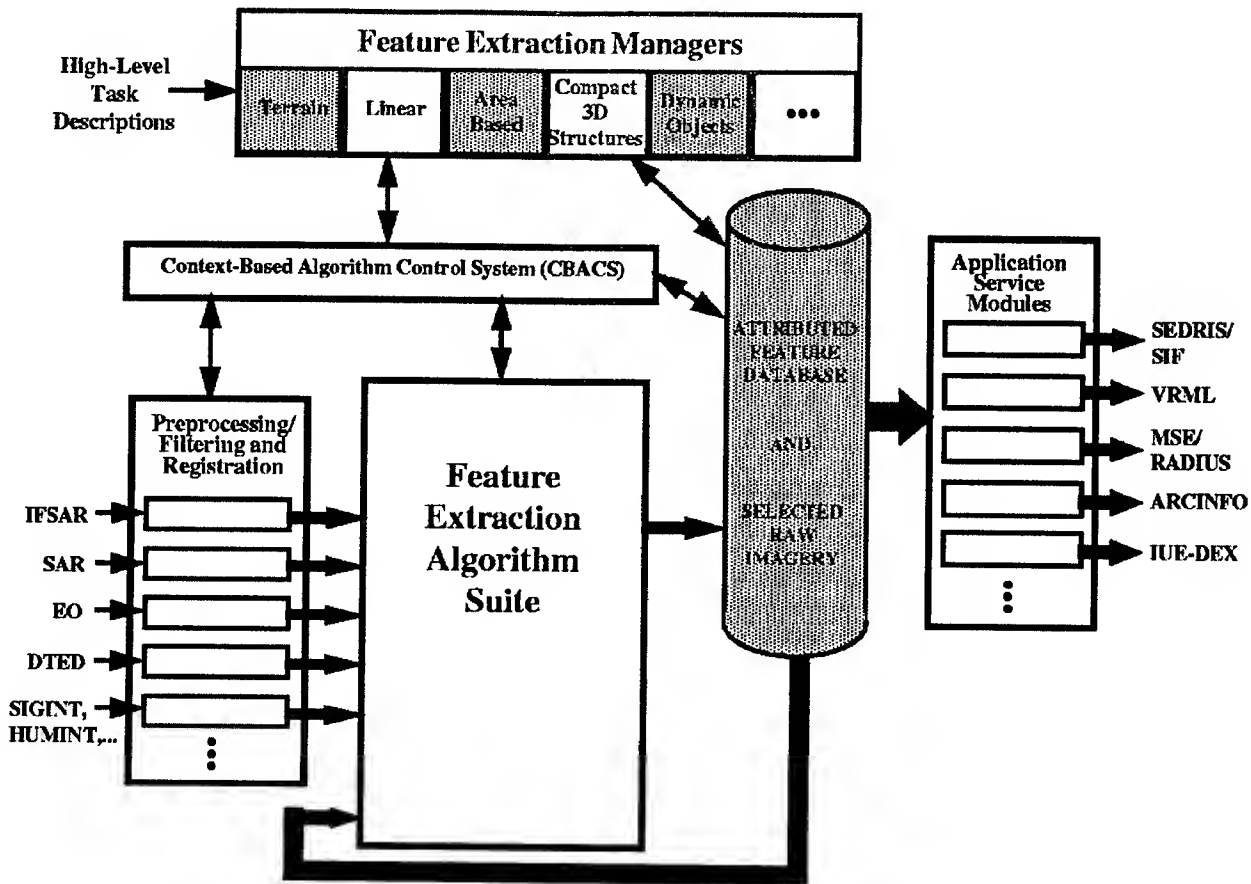 Feature Extraction Managers
High-Level
Task
Descriptions
Terrain
Linear
Area
Based
Compact
3D
Structures
Dynamic
Objects
•••
Context-Based Algorithm Control System (CBACS)
Preprocessing/
Filtering and
Registration
IFSAR
SAR
EO
DTED
SIGINT,
HUMINT,...
Feature
Extraction
Algorithm
Suite
ATTRIBUTED
FEATURE
DATABASE
AND
SELECTED
RAW
IMAGERY
Application
Service
Modules
SEDRIS/
SIF
VRML
MSE/
RADIUS
ARCINFO
IUE-DEX